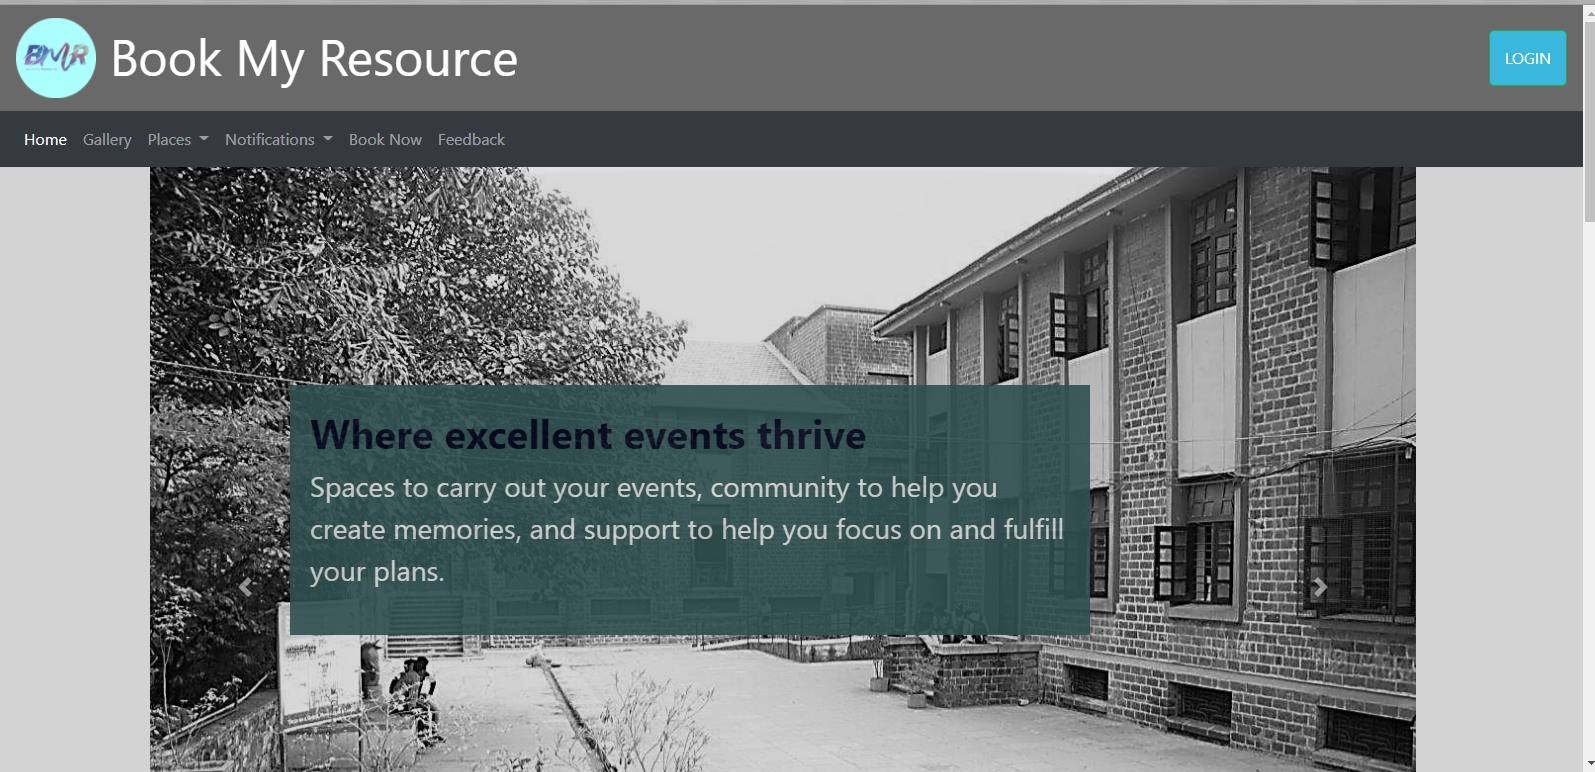 BMR
Book My Resource
LOGIN
Home Gallery Places Notifications Book Now Feedback
Where excellent events thrive
Spaces to carry out your events, community to help you
create memories, and support to help you focus on and fulfill
your plans.